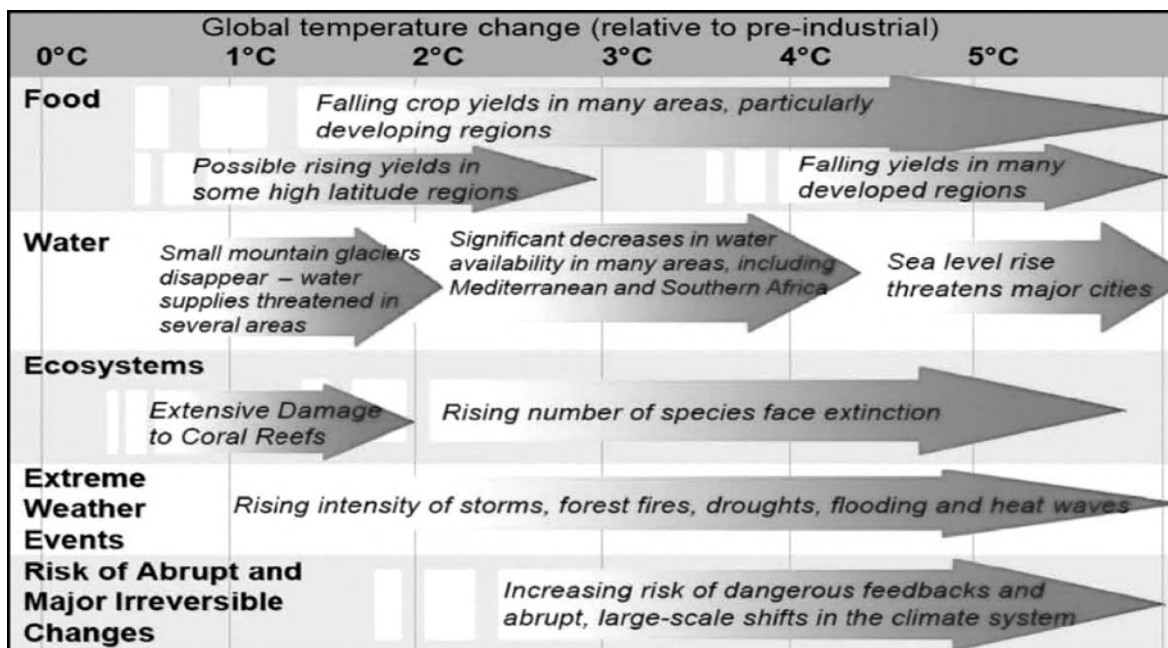 Global temperature change (relative to pre-industrial)
0°C 1°C 2°C 3°C 4°C 5°C
Food
Falling crop yields in many areas, particularly
developing regions
Possible rising yields in
some high latitude regions
Falling yields in many
developed regions
Water
Small mountain glaciers
disappear – water
supplies threatened in
several areas
Significant decreases in water
availability in many areas, including
Mediterranean and Southern Africa
Sea level rise
threatens major cities
Ecosystems
Extensive Damage
to Coral Reefs
Rising number of species face extinction
Extreme
Weather
Events
Rising intensity of storms, forest fires, droughts, flooding and heat waves
Risk of Abrupt and
Major Irreversible
Changes
Increasing risk of dangerous feedbacks and
abrupt, large-scale shifts in the climate system